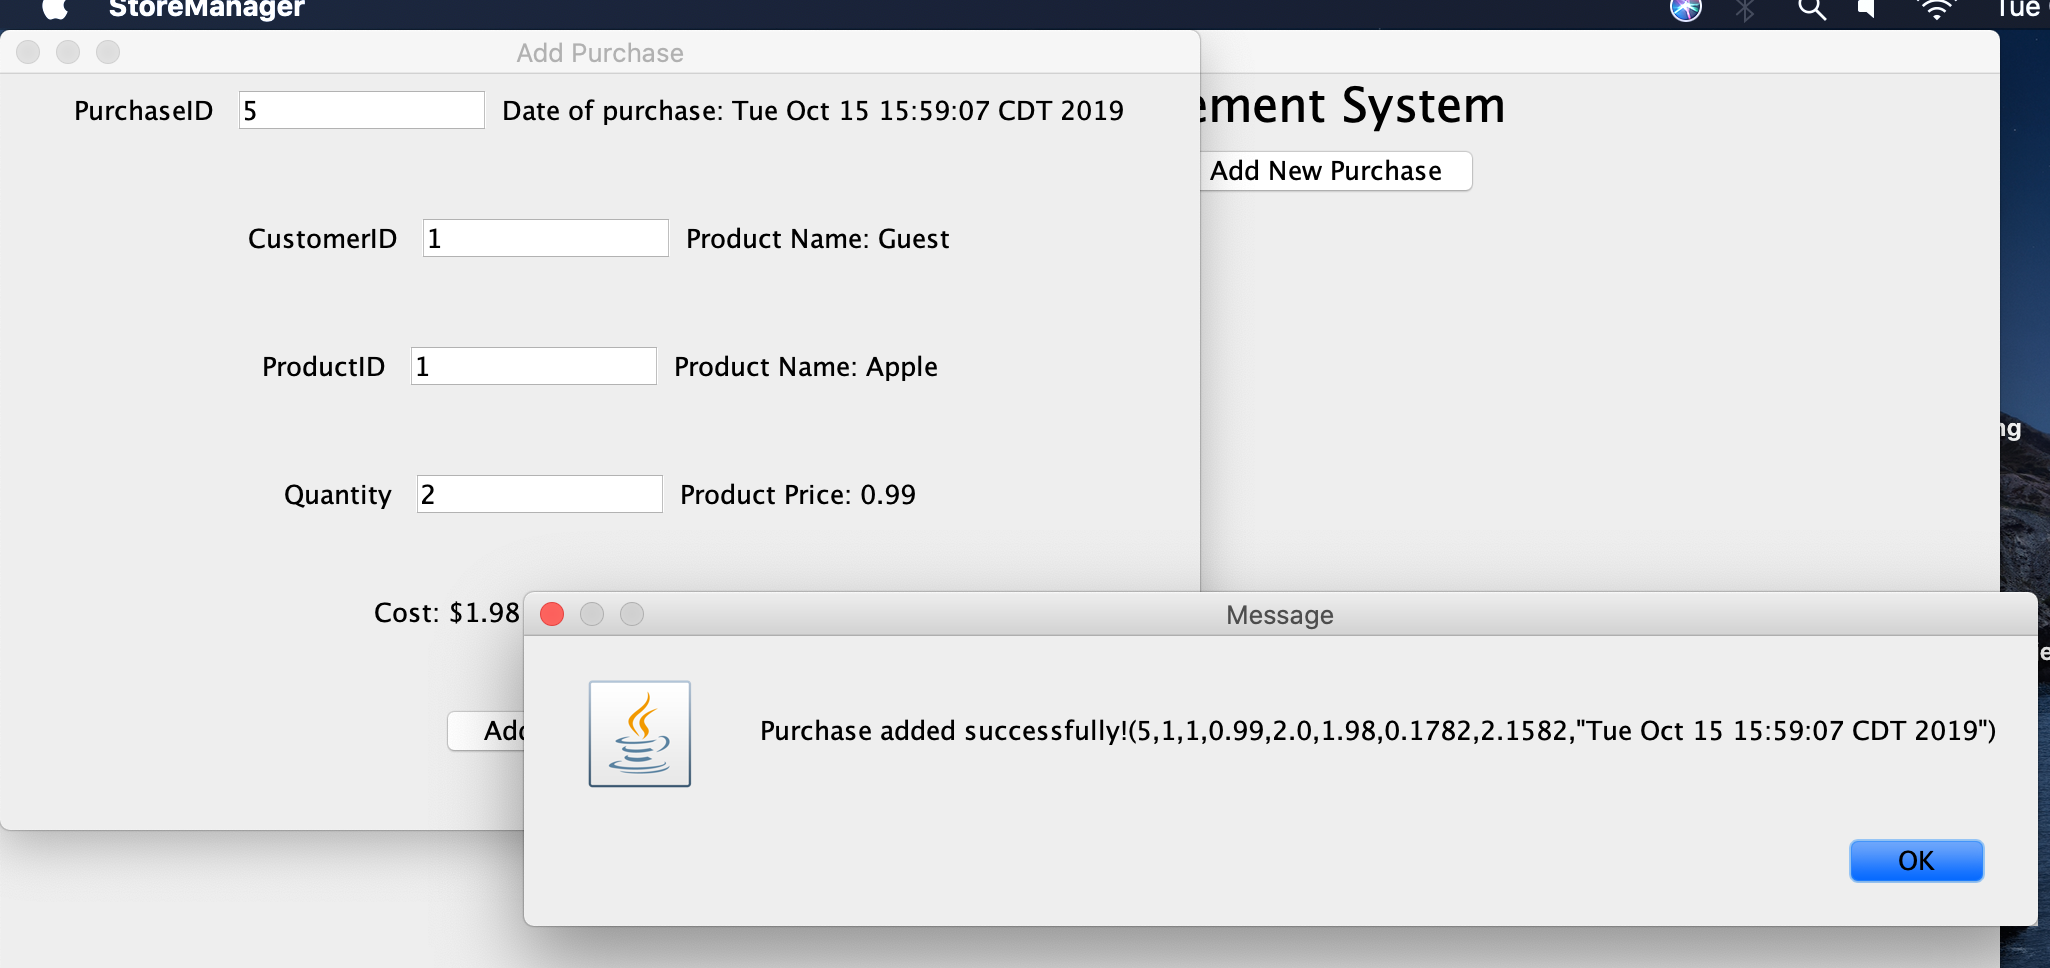 StoreManager
Tue
Add Purchase
PurchaseID 5 Date of purchase: Tue Oct 15 15:59:07 CDT 2019
System
Add New Purchase
CustomerID 1 Product Name: Guest
ProductID 1 Product Name: Apple
Quantity 2 Product Price: 0.99
Cost: $1.98
Message
Add
Purchase added successfully!(5,1,1,0.99,2.0,1.98,0.1782,2.1582,"Tue Oct 15 15:59:07 CDT 2019")
OK